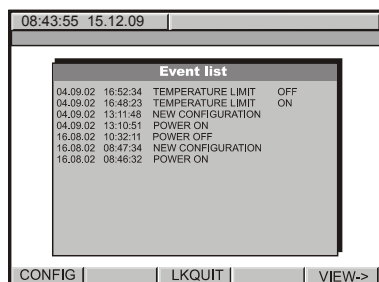 08:43:55 15.12.09
Event list
04.09.02 16:52:34 TEMPERATURE LIMIT OFF
04.09.02 16:48:23 TEMPERATURE LIMIT ON
04.09.02 13:11:48 NEW CONFIGURATION
04.09.02 13:10:51 POWER ON
16.08.02 10:32:11 POWER OFF
16.08.02 08:47:34 NEW CONFIGURATION
16.08.02 08:46:32 POWER ON
CONFIG LKQUIT VIEW->